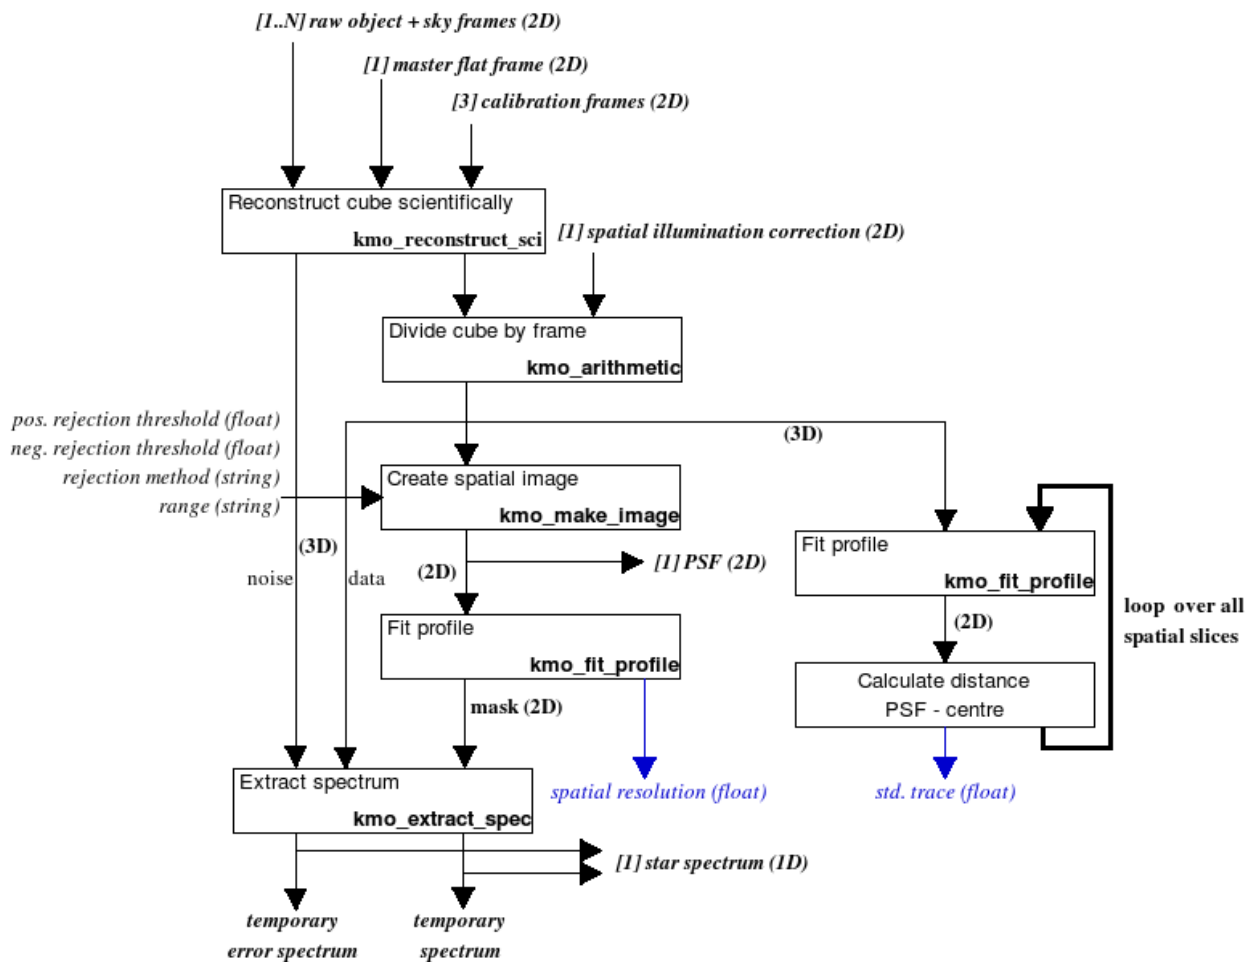 [1..N] raw object + sky frames (2D)
[1] master flat frame (2D)
[3] calibration frames (2D)
Reconstruct cube scientifically
kmo_reconstruct_sci
[1] spatial illumination correction (2D)
Divide cube by frame
kmo_arithmetic
pos. rejection threshold (float)
neg. rejection threshold (float)
rejection method (string)
range (string)
(3D)
Create spatial image
kmo_make_image
(3D)
noise
data
(2D)
[1] PSF (2D)
Fit profile
kmo_fit_profile
loop over all
spatial slices
(2D)
Fit profile
kmo_fit_profile
Calculate distance
PSF - centre
mask (2D)
Extract spectrum
kmo_extract_spec
spatial resolution (float)
std. trace (float)
[1] star spectrum (1D)
temporary
error spectrum
temporary
spectrum